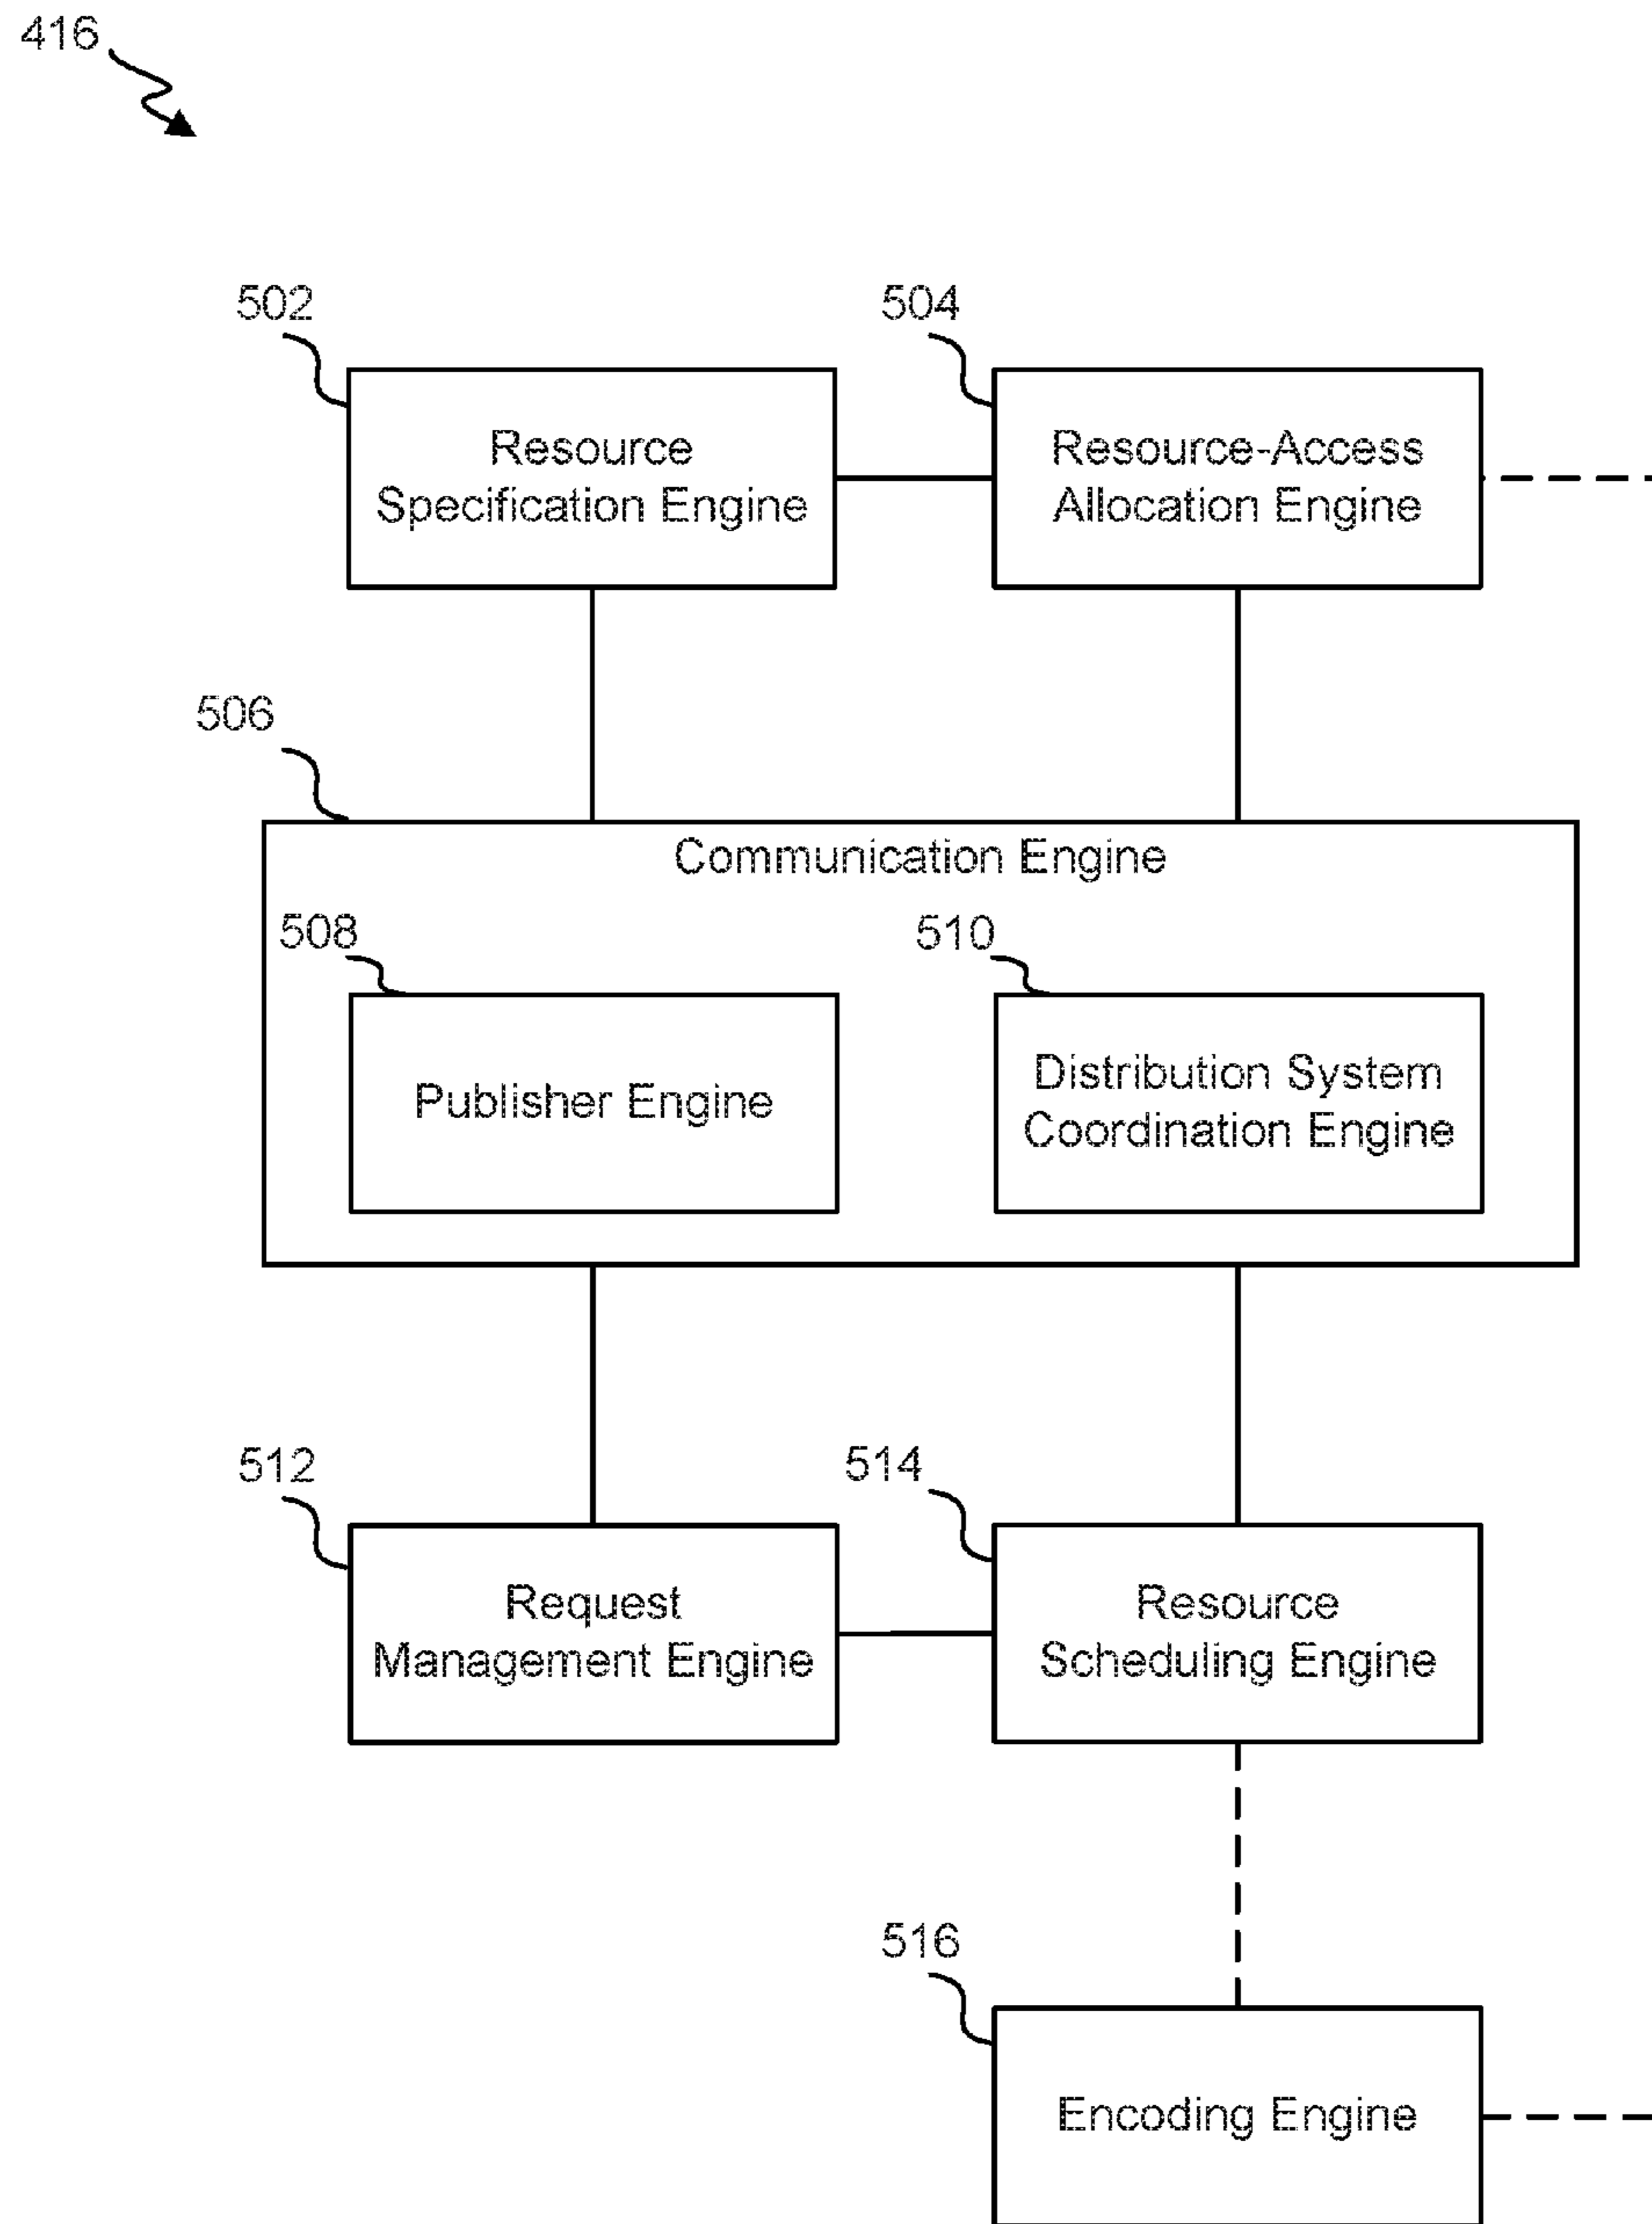 416
502
504
Resource
Specification Engine
Resource-Access
Allocation Engine
506
Communication Engine
508
510
Publisher Engine
Distribution System
Coordination Engine
512
514
Request
Management Engine
Resource
Scheduling Engine
516
Encoding Engine